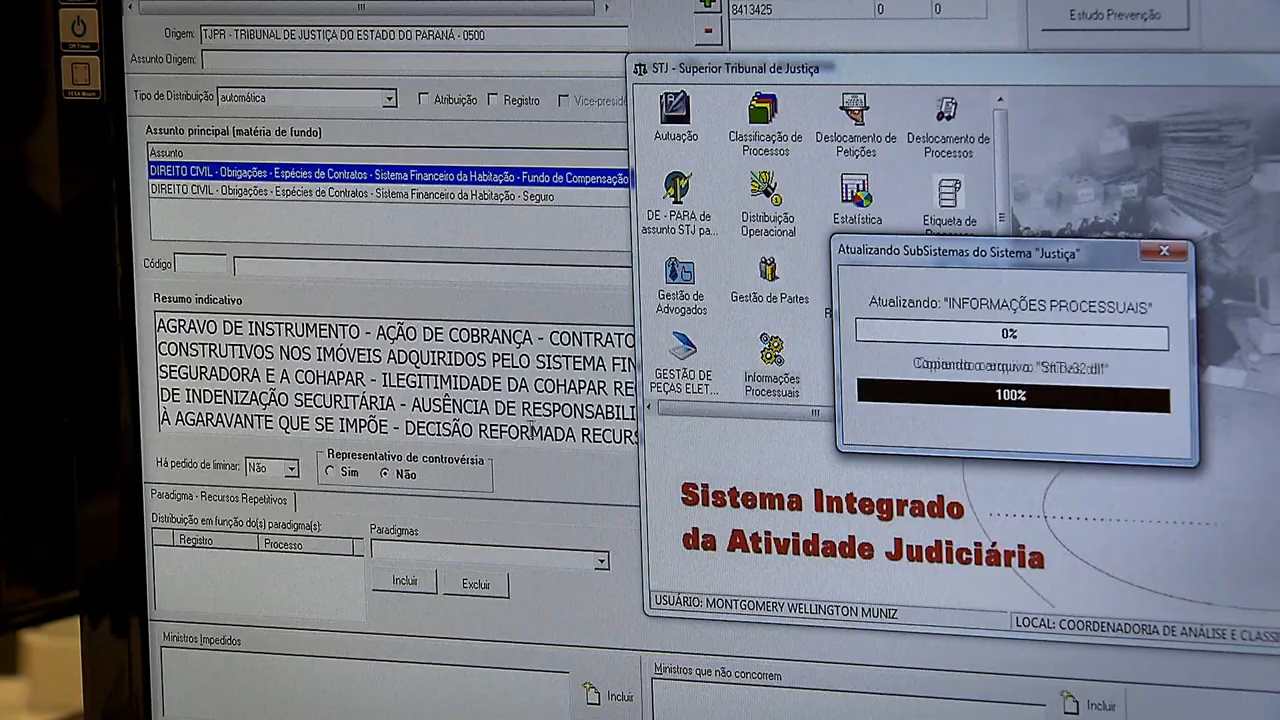 8413425
0
0
Estudo Prevenção
Origem:
TJPR - TRIBUNAL DE JUSTIÇA DO ESTADO DO PARANÁ - 0500
Assunto Origem:
Tipo de Distribuição
automática
Atribuição
Registro
Vice-presid
Assunto principal (matéria de fundo)
Assunto
DIREITO CIVIL - Obrigações - Espécies de Contratos - Sistema Financeiro da Habitação - Fundo de Compensação
DIREITO CIVIL - Obrigações - Espécies de Contratos - Sistema Financeiro da Habitação - Seguro
Código
Resumo indicativo
AGRAVO DE INSTRUMENTO - AÇÃO DE COBRANÇA - CONTRATO
CONSTRUTIVOS NOS IMÓVEIS ADQUIRIDOS PELO SISTEMA FIN
SEGURADORA E A COHAPAR - ILEGITIMIDADE DA COHAPAR RE
DE INDENIZAÇÃO SECURITÁRIA - AUSÊNCIA DE RESPONSABILI
À AGARAVANTE QUE SE IMPÕE - DECISÃO REFORMADA RECURS
Há pedido de liminar:
Não
Representativo de controvérsia
Sim
Não
Paradigma - Recursos Repetitivos
Distribuição em função do(s) paradigma(s):
Registro
Processo
Paradigmas
Incluir
Excluir
Ministros Impedidos
Incluir
Ministros que não concorrem
Incluir
STJ - Superior Tribunal de Justiça
Autuação
Classificação de
Processos
Deslocamento de
Petições
Deslocamento de
Processos
DE - PARA de
assunto STJ pa...
Distribuição
Operacional
Estatística
Etiqueta de
Gestão de
Advogados
Gestão de Partes
GESTÃO DE
PEÇAS ELET...
Informações
Processuais
Atualizando SubSistemas do Sistema "Justiça"
Atualizando: "INFORMAÇÕES PROCESSUAIS"
0%
100%
Sistema Integrado
da Atividade Judiciária
USUÁRIO: MONTGOMERY WELLINGTON MUNIZ
LOCAL: COORDENADORIA DE ANÁLISE E CLASS